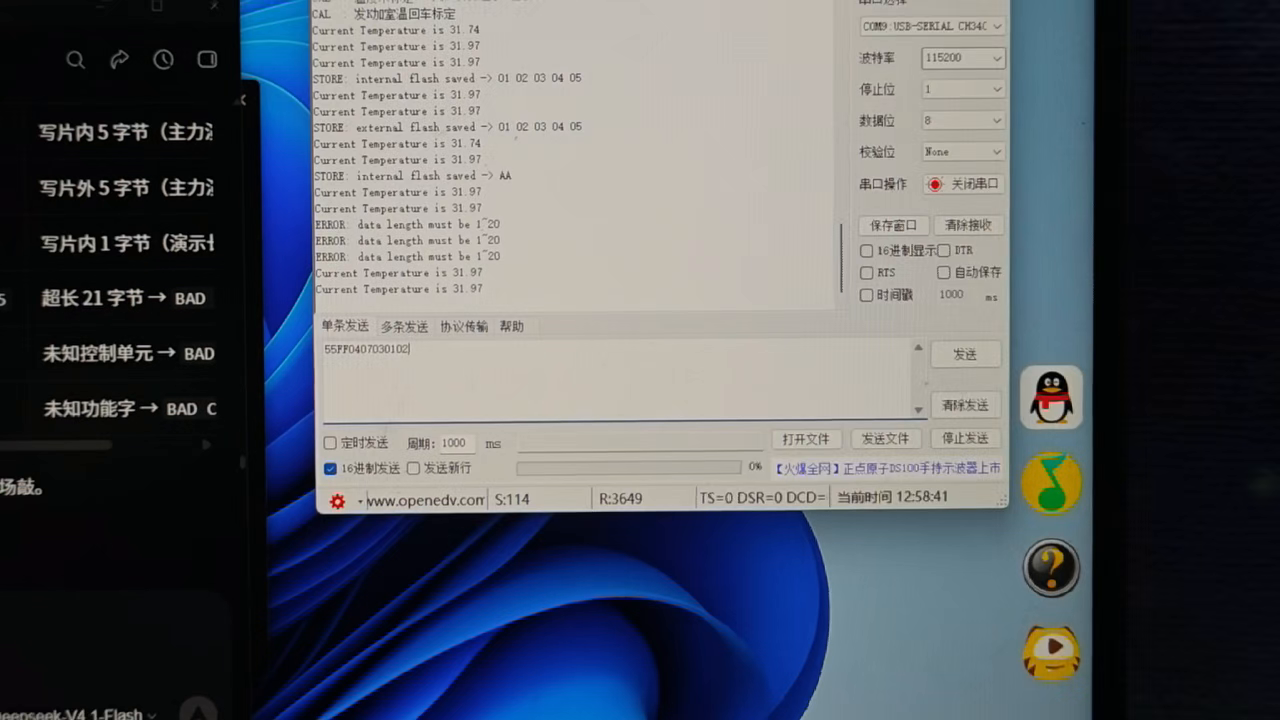 写片内 5 字节（主力
写片外 5 字节（主力
写片内 1 字节（演示
5 超长 21 字节 → BAD
未知控制单元 → BAD
未知功能字 → BAD C
场敲。
V4 1-Flash
CAL : 发加室温回车标定
Current Temperature is 31.74
Current Temperature is 31.97
Current Temperature is 31.97
STORE: internal flash saved -> 01 02 03 04 05
Current Temperature is 31.97
Current Temperature is 31.97
STORE: external flash saved -> 01 02 03 04 05
Current Temperature is 31.74
Current Temperature is 31.97
STORE: internal flash saved -> AA
Current Temperature is 31.97
Current Temperature is 31.97
ERROR: data length must be 1~20
ERROR: data length must be 1~20
ERROR: data length must be 1~20
Current Temperature is 31.97
Current Temperature is 31.97
COM9:USB-SERIAL CH340
波特率 115200
停止位 1
数据位 8
校验位 None
串口操作 关闭串口
保存窗口 清除接收
16进制显示 DTR
RTS 自动保存
时间戳 1000 ms
单条发送 多条发送 协议传输 帮助
55FF0407030102
发送
清除发送
定时发送 周期: 1000 ms 打开文件 发送文件 停止发送
16进制发送 发送新行 0% 【火爆全网】正点原子DS100手持示波器上市
www.openedv.com S:114 R:3649 TS=0 DSR=0 DCD= 当前时间 12:58:41